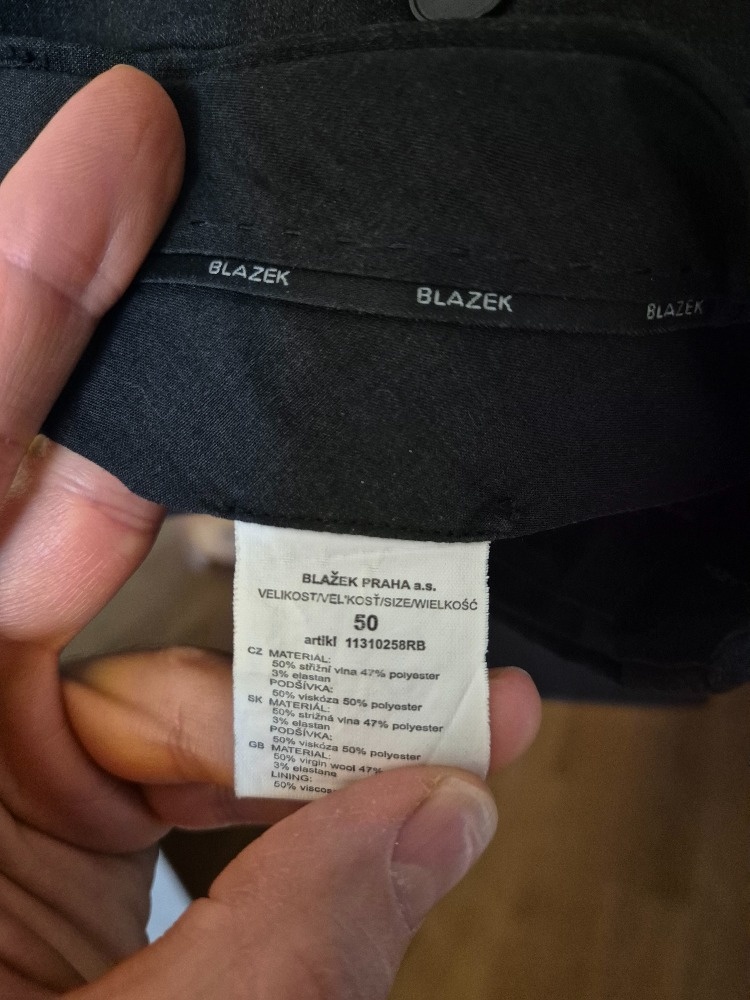 BLAZEK BLAZEK BLAZEK
BLAŽEK PRAHA a.s.
VELIKOST/VEĽKOSŤ/SIZE/WIELKOŚĆ
50
artikl 11310258RB
CZ MATERIÁL:
50% střižní vlna 47% polyester
3% elastan
PODŠÍVKA:
50% viskóza 50% polyester
SK MATERIÁL:
50% strižná vlna 47% polyester
3% elastan
PODŠÍVKA:
50% viskóza 50% polyester
GB MATERIAL:
50% virgin wool 47%
3% elastane
LINING:
50%